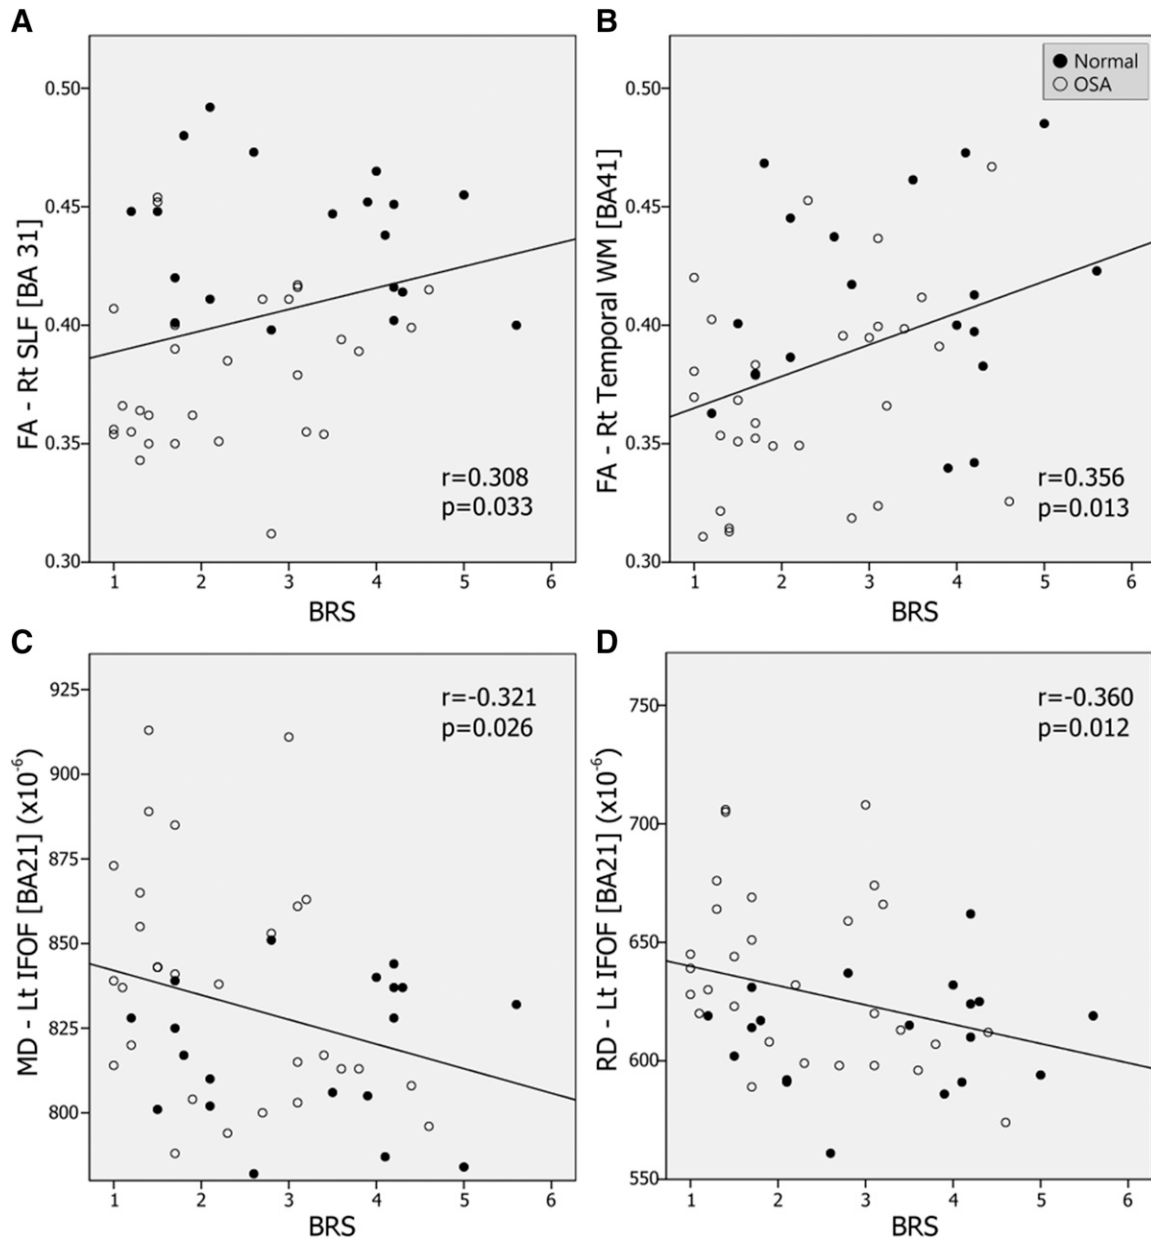 A
FA - Rt SLF [BA 31]
0.50
0.45
0.40
0.35
0.30
r=0.308
p=0.033
1 2 3 4 5 6
BRS
B
FA - Rt Temporal WM [BA41]
Normal
OSA
0.50
0.45
0.40
0.35
0.30
r=0.356
p=0.013
1 2 3 4 5 6
BRS
C
MD - Lt IFOF [BA21] (x10⁻⁶)
925
900
875
850
825
800
r=-0.321
p=0.026
1 2 3 4 5 6
BRS
D
RD - Lt IFOF [BA21] (x10⁻⁶)
750
700
650
600
550
r=-0.360
p=0.012
1 2 3 4 5 6
BRS